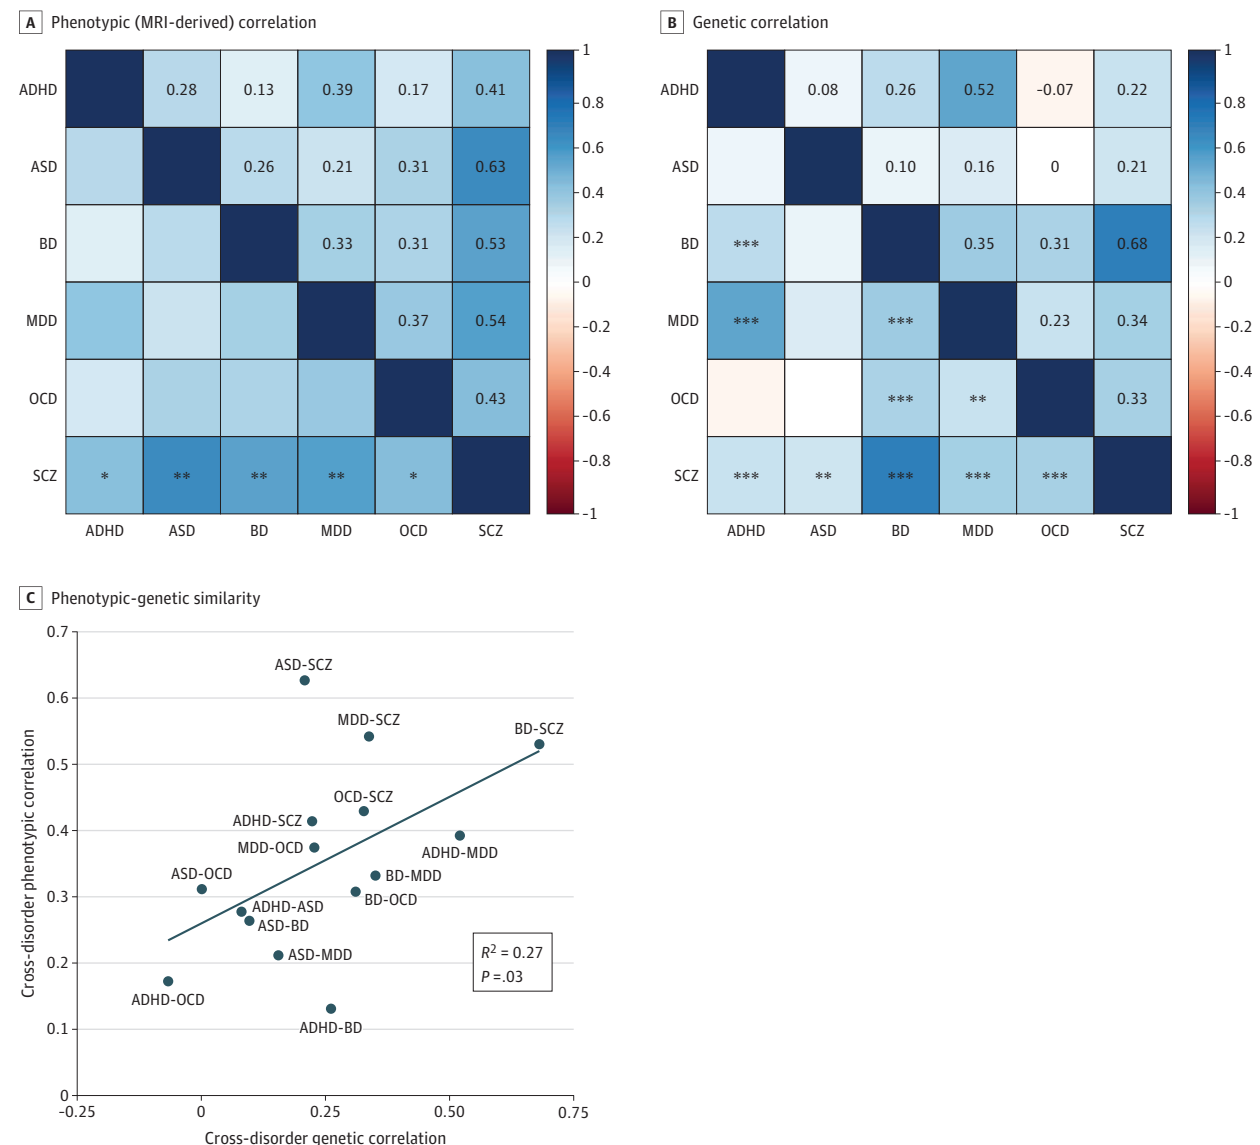 A Phenotypic (MRI-derived) correlation
ADHD 0.28 0.13 0.39 0.17 0.41
ASD 0.26 0.21 0.31 0.63
BD 0.33 0.31 0.53
MDD 0.37 0.54
OCD 0.43
SCZ * ** ** ** *
ADHD ASD BD MDD OCD SCZ
1
0.8
0.6
0.4
0.2
0
-0.2
-0.4
-0.6
-0.8
-1
B Genetic correlation
ADHD 0.08 0.26 0.52 -0.07 0.22
ASD 0.10 0.16 0 0.21
BD *** 0.35 0.31 0.68
MDD *** *** 0.23 0.34
OCD *** ** 0.33
SCZ *** ** *** *** ***
ADHD ASD BD MDD OCD SCZ
1
0.8
0.6
0.4
0.2
0
-0.2
-0.4
-0.6
-0.8
-1
C Phenotypic-genetic similarity
Cross-disorder phenotypic correlation
0.7
0.6
0.5
0.4
0.3
0.2
0.1
0
ASD-SCZ
MDD-SCZ
BD-SCZ
OCD-SCZ
ADHD-SCZ
MDD-OCD
ADHD-MDD
ASD-OCD
BD-MDD
BD-OCD
ADHD-ASD
ASD-BD
ASD-MDD
ADHD-OCD
ADHD-BD
R2 = 0.27
P =.03
-0.25 0 0.25 0.50 0.75
Cross-disorder genetic correlation